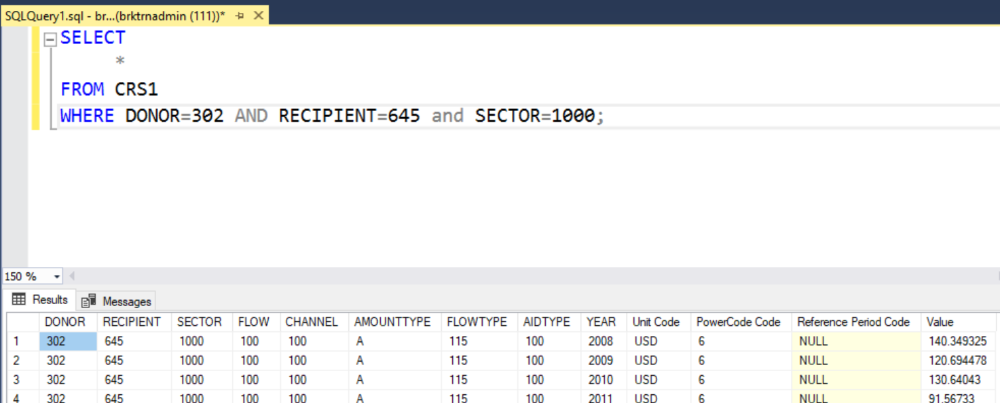 SQLQuery1.sql - br...(brktrnadmin (111))*
SELECT
*
FROM CRS1
WHERE DONOR=302 AND RECIPIENT=645 and SECTOR=1000;
150 %
Results Messages
DONOR RECIPIENT SECTOR FLOW CHANNEL AMOUNTTYPE FLOWTYPE AIDTYPE YEAR Unit Code PowerCode Code Reference Period Code Value
1 302 645 1000 100 100 A 115 100 2008 USD 6 NULL 140.349325
2 302 645 1000 100 100 A 115 100 2009 USD 6 NULL 120.694478
3 302 645 1000 100 100 A 115 100 2010 USD 6 NULL 130.64043
4 302 645 1000 100 100 A 115 100 2011 USD 6 NULL 91.56733